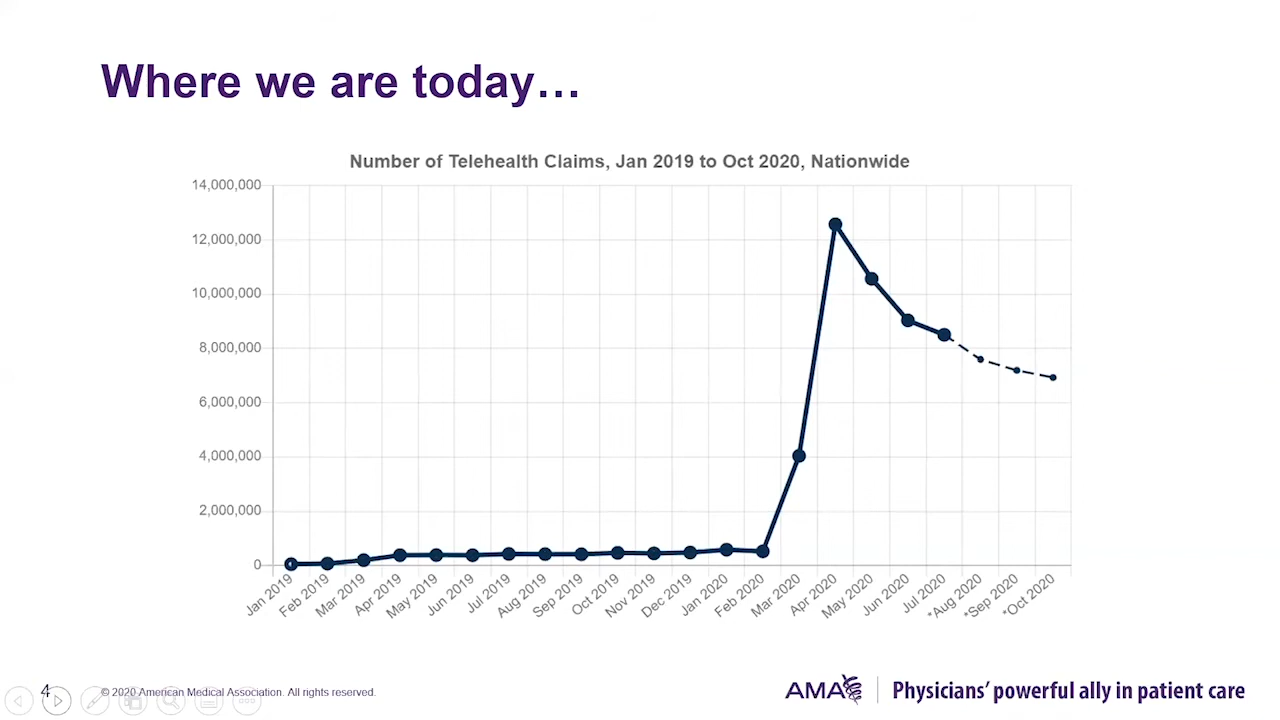 Where we are today…
Number of Telehealth Claims, Jan 2019 to Oct 2020, Nationwide
14,000,000
12,000,000
10,000,000
8,000,000
6,000,000
4,000,000
2,000,000
0
Jan 2019
Feb 2019
Mar 2019
Apr 2019
May 2019
Jun 2019
Jul 2019
Aug 2019
Sep 2019
Oct 2019
Nov 2019
Dec 2019
Jan 2020
Feb 2020
Mar 2020
Apr 2020
May 2020
Jun 2020
Jul 2020
*Aug 2020
*Sep 2020
*Oct 2020
4
© 2020 American Medical Association. All rights reserved.
AMA
Physicians’ powerful ally in patient care